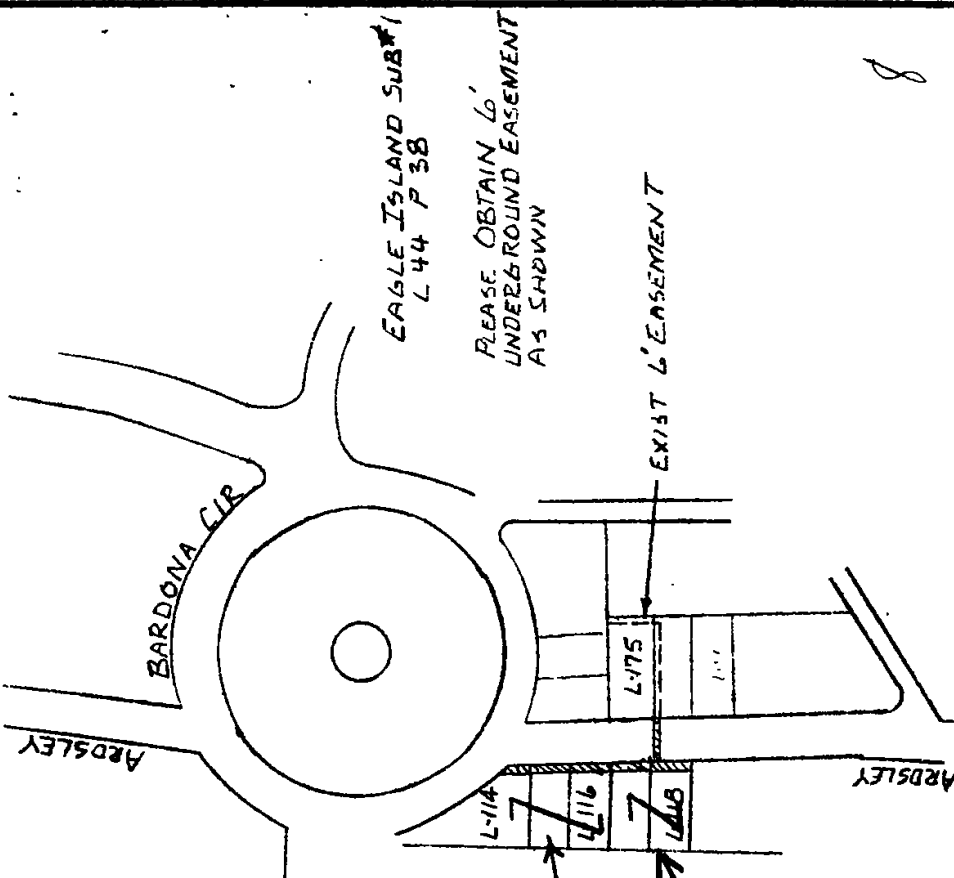 EAGLE ISLAND SUB#1
L 44 P 38
PLEASE OBTAIN 6'
UNDERGROUND EASEMENT
AS SHOWN
8
EXIST 6' EASEMENT
BARDONA CIR
ARDSLEY
L-175
L-114
L116
L118
ARDSLEY